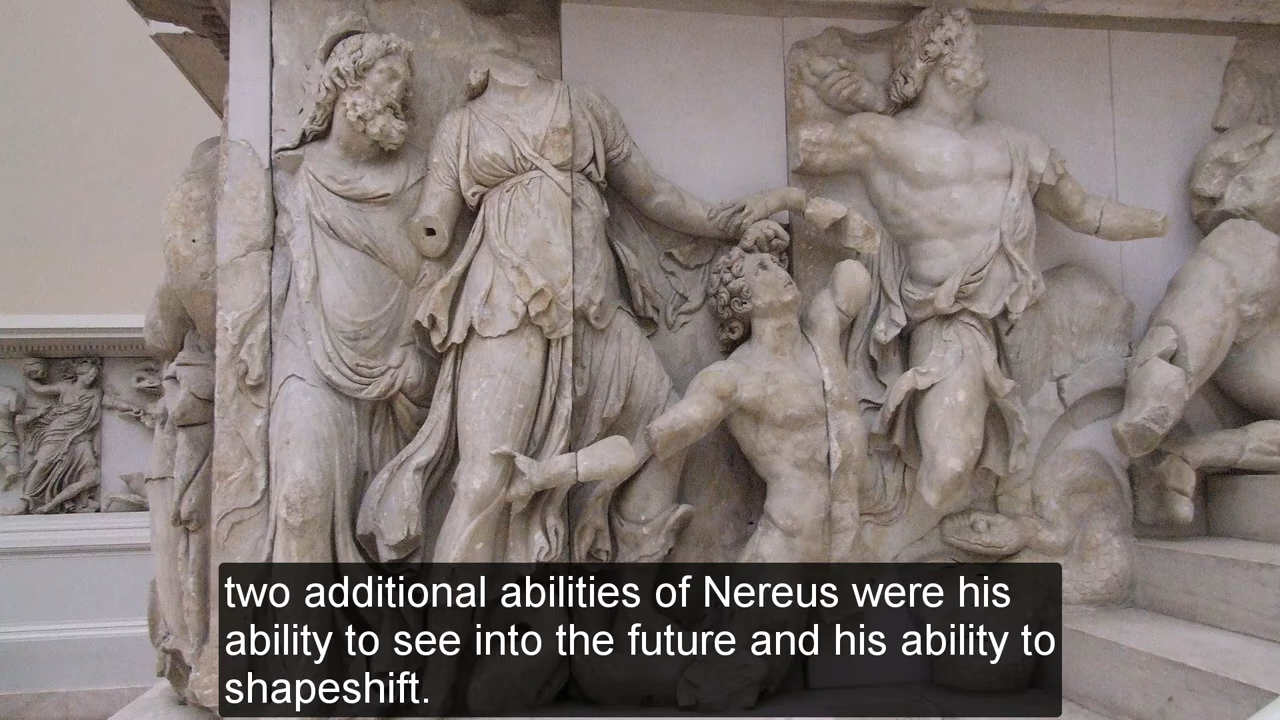 two additional abilities of Nereus were his
ability to see into the future and his ability to
shapeshift.